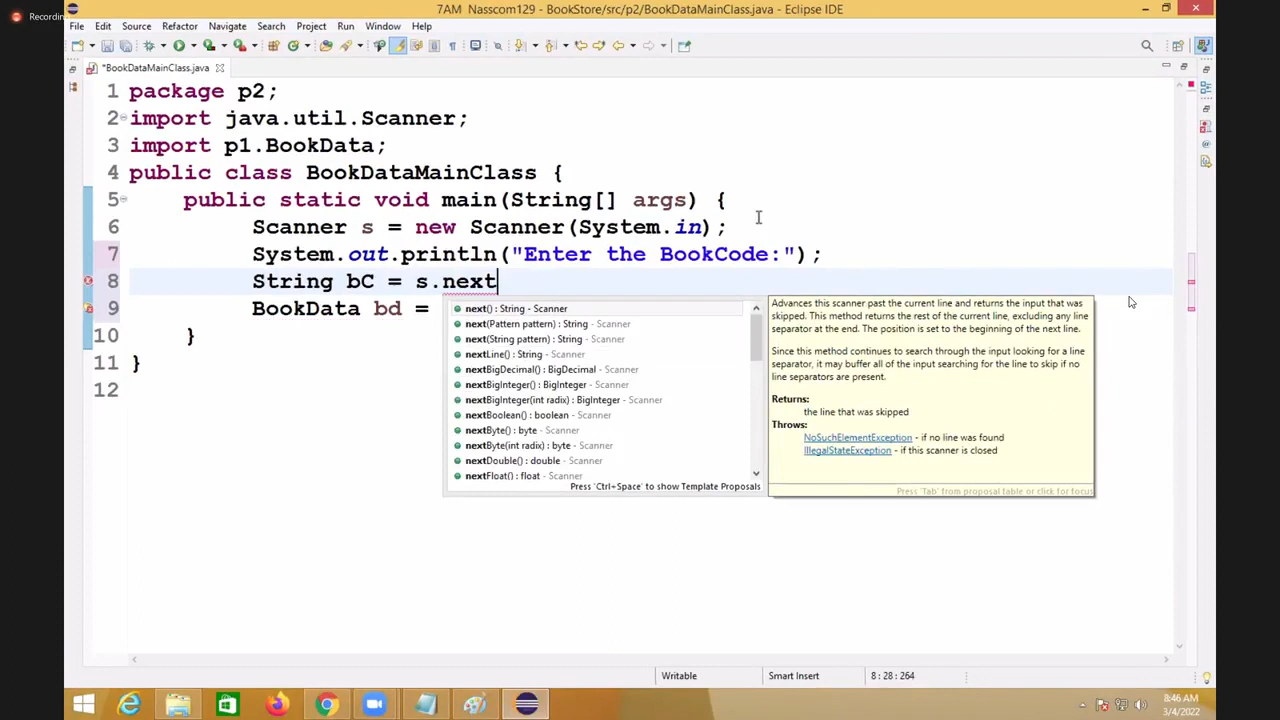 Recording
7AM Nasscom129 - BookStore/src/p2/BookDataMainClass.java - Eclipse IDE
File Edit Source Refactor Navigate Search Project Run Window Help
*BookDataMainClass.java
1 package p2;
2 import java.util.Scanner;
3 import p1.BookData;
4 public class BookDataMainClass {
5 public static void main(String[] args) {
6 Scanner s = new Scanner(System.in);
7 System.out.println("Enter the BookCode:");
8 String bC = s.next
9 BookData bd =
10 }
11 }
12
next() : String - Scanner
next(Pattern pattern) : String - Scanner
next(String pattern) : String - Scanner
nextLine() : String - Scanner
nextBigDecimal() : BigDecimal - Scanner
nextBigInteger() : BigInteger - Scanner
nextBigInteger(int radix) : BigInteger - Scanner
nextBoolean() : boolean - Scanner
nextByte() : byte - Scanner
nextByte(int radix) : byte - Scanner
nextDouble() : double - Scanner
nextFloat() : float - Scanner
Press 'Ctrl+Space' to show Template Proposals
Advances this scanner past the current line and returns the input that was
skipped. This method returns the rest of the current line, excluding any line
separator at the end. The position is set to the beginning of the next line.
Since this method continues to search through the input looking for a line
separator, it may buffer all of the input searching for the line to skip if no
line separators are present.
Returns:
the line that was skipped
Throws:
NoSuchElementException - if no line was found
IllegalStateException - if this scanner is closed
Press 'Tab' from proposal table or click for focus
Writable Smart Insert 8 : 28 : 264
8:46 AM
3/4/2022